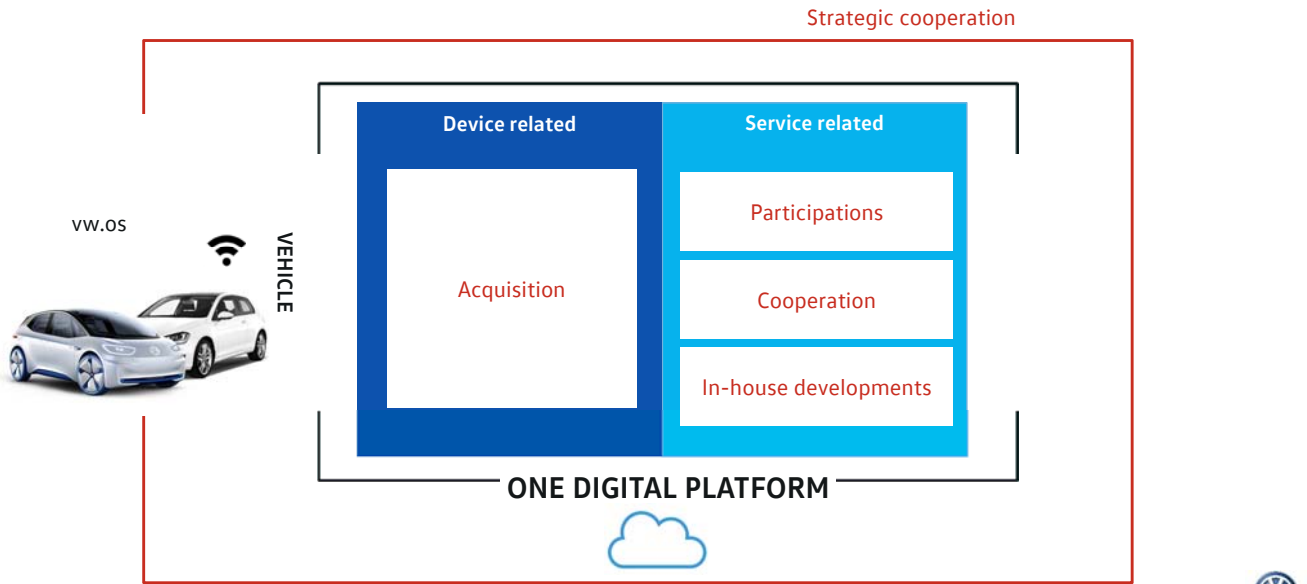 Strategic cooperation
Device related
Service related
Participations
vw.os
VEHICLE
Acquisition
Cooperation
In-house developments
ONE DIGITAL PLATFORM